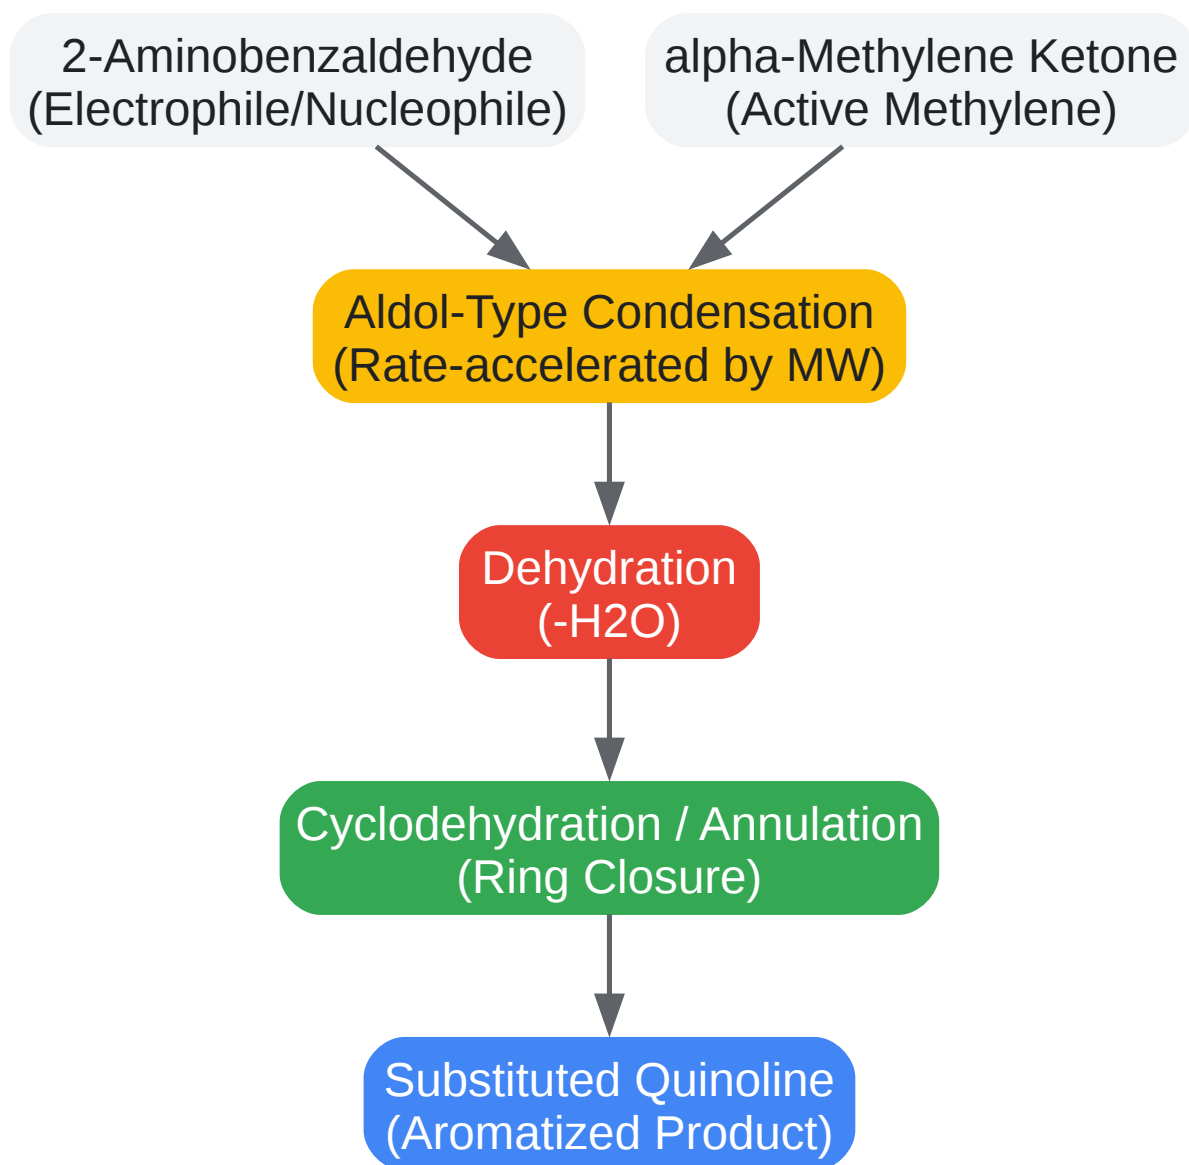 2-Aminobenzaldehyde
(Electrophile/Nucleophile)
alpha-Methylene Ketone
(Active Methylene)
Aldol-Type Condensation
(Rate-accelerated by MW)
Dehydration
(-H2O)
Cyclodehydration / Annulation
(Ring Closure)
Substituted Quinoline
(Aromatized Product)